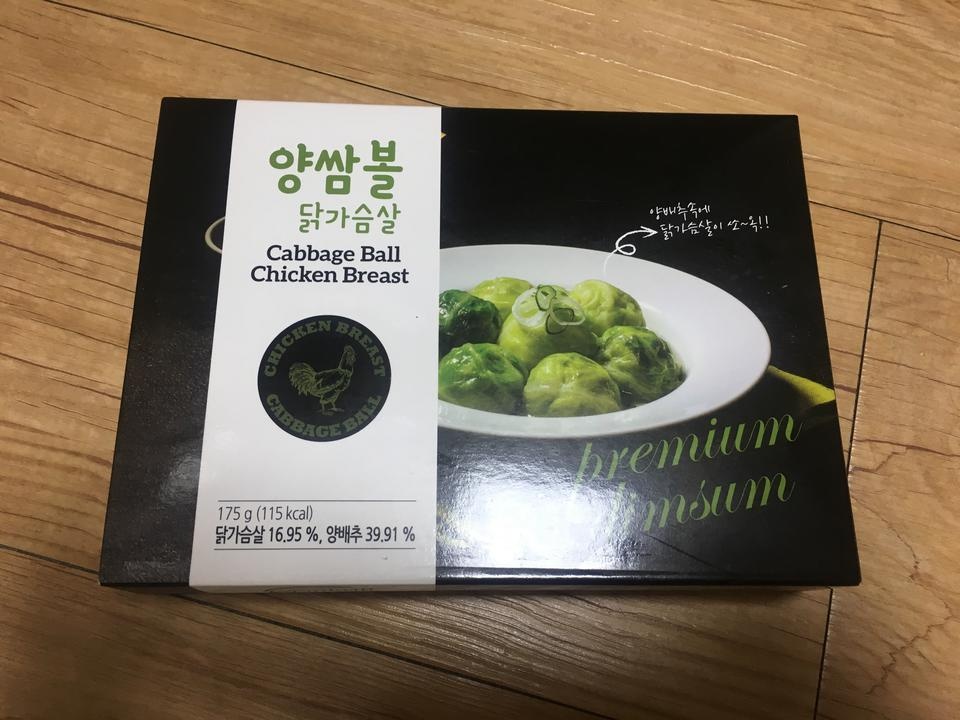 양쌈볼
닭가슴살
Cabbage Ball
Chicken Breast
CHICKEN BREAST
CABBAGE BALL
175 g (115 kcal)
닭가슴살 16.95 %, 양배추 39.91 %
양배추속에
닭가슴살이 쏘~옥!!
premium
dimsum